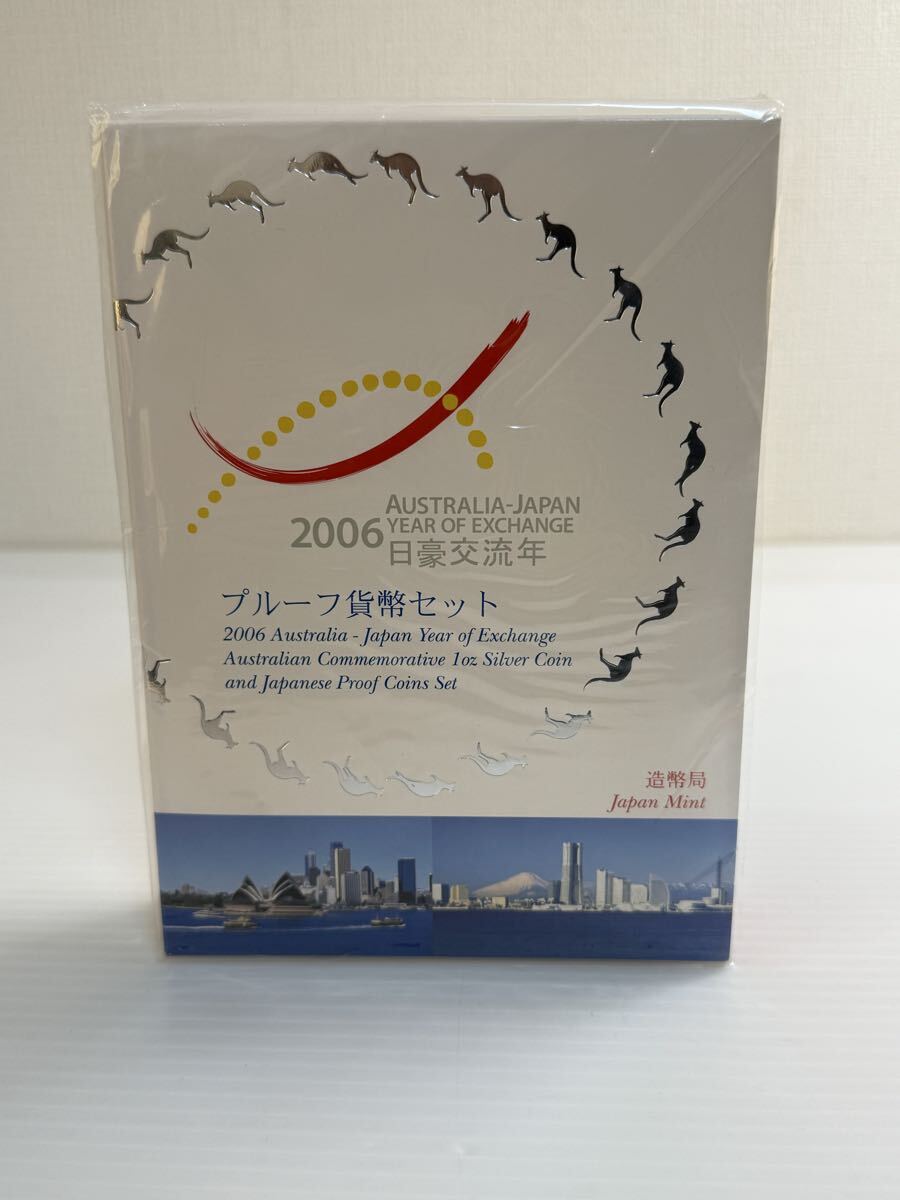 2006 AUSTRALIA-JAPAN
YEAR OF EXCHANGE
日豪交流年
プルーフ貨幣セット
2006 Australia - Japan Year of Exchange
Australian Commemorative 1oz Silver Coin
and Japanese Proof Coins Set
造幣局
Japan Mint